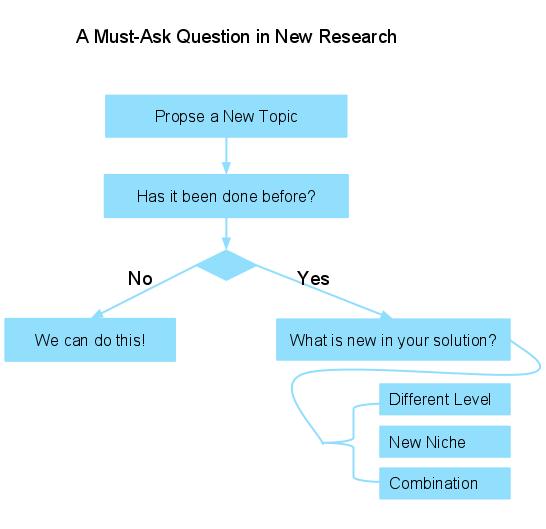 A Must-Ask Question in New Research
Propse a New Topic
Has it been done before?
No
Yes
We can do this!
What is new in your solution?
Different Level
New Niche
Combination